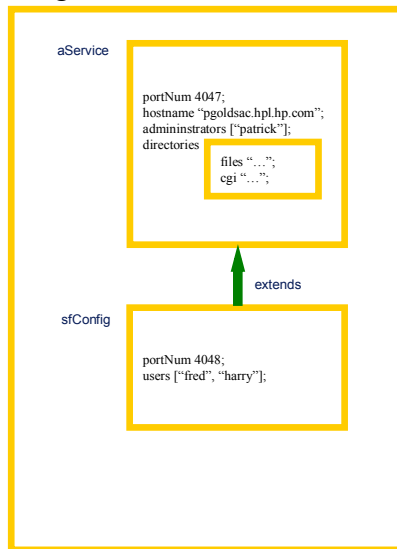 aService
portNum 4047;
hostname “pgoldsac.hpl.hp.com”;
admininstrators [“patrick”];
directories
files “…”;
cgi “…”;
extends
sfConfig
portNum 4048;
users [“fred”, “harry”];